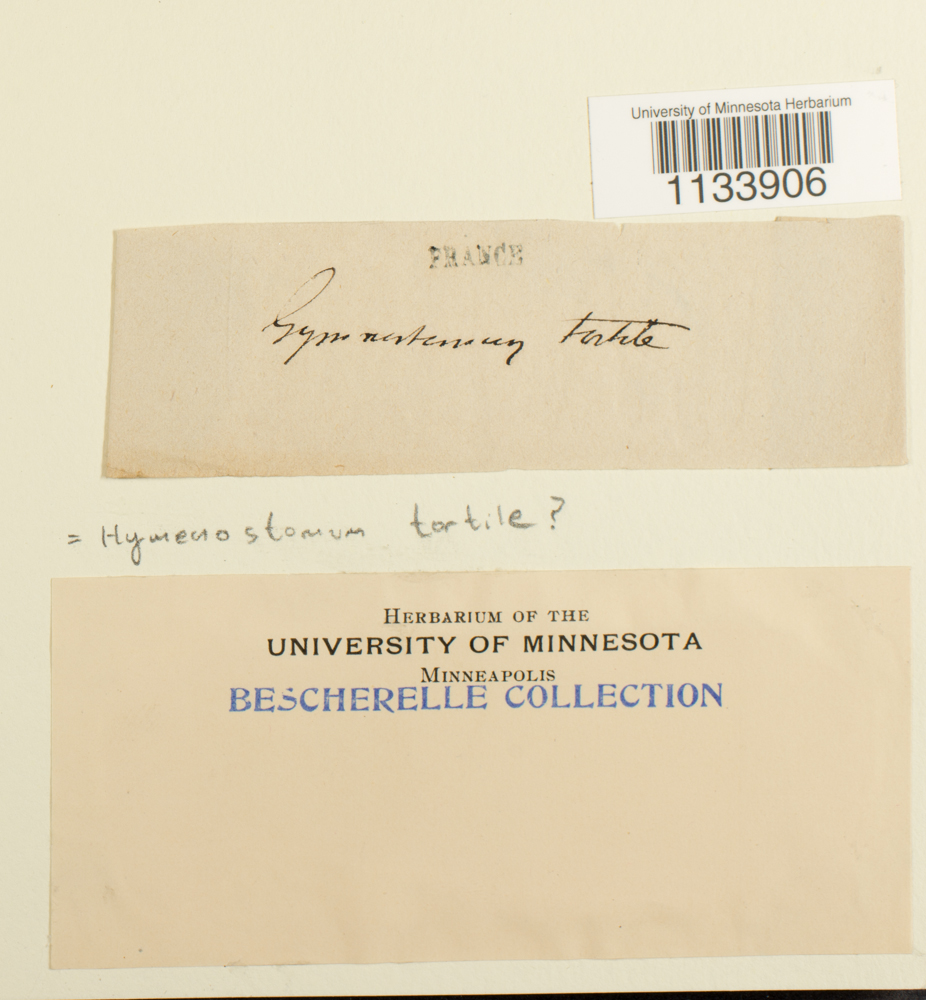 University of Minnesota Herbarium
1133906
FRANCE
Gymnostomum tortile
= Hymenostomum tortile?
HERBARIUM OF THE
UNIVERSITY OF MINNESOTA
MINNEAPOLIS
BESCHERELLE COLLECTION